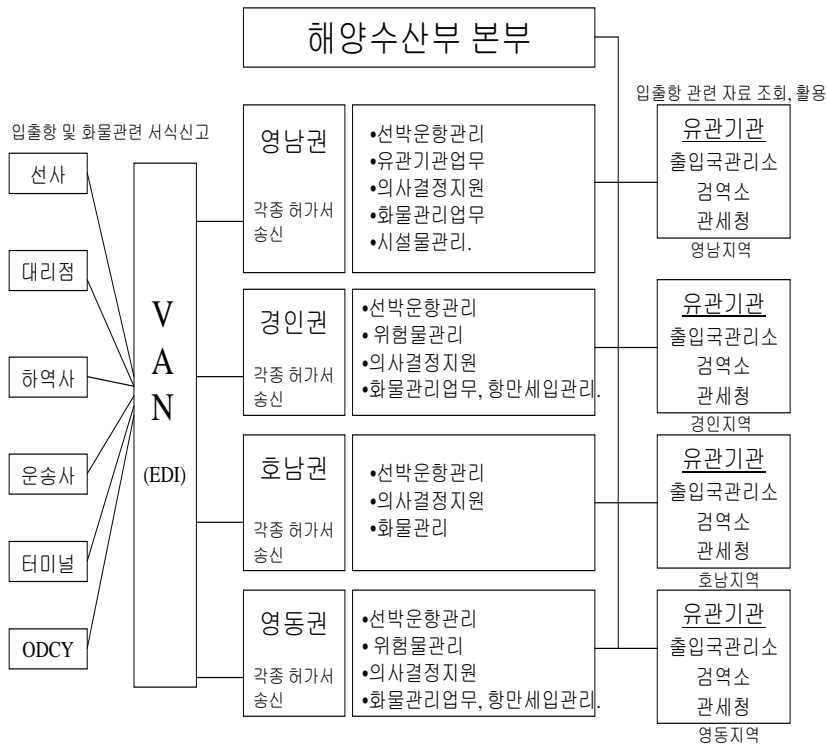 해양수산부 본부
입출항 및 화물관련 서식신고
선사
대리점
하역사
운송사
터미널
ODCY
V
A
N
(EDI)
영남권
각종 허가서
송신
•선박운항관리
•유관기관업무
•의사결정지원
•화물관리업무
•시설물관리.
경인권
각종 허가서
송신
•선박운항관리
• 위험물관리
•의사결정지원
•화물관리업무, 항만세입관리.
호남권
각종 허가서
송신
•선박운항관리
•의사결정지원
•화물관리
영동권
각종 허가서
송신
•선박운항관리
• 위험물관리
•의사결정지원
•화물관리업무, 항만세입관리.
입출항 관련 자료 조회, 활용
유관기관
출입국관리소
검역소
관세청
영남지역
유관기관
출입국관리소
검역소
관세청
경인지역
유관기관
출입국관리소
검역소
관세청
호남지역
유관기관
출입국관리소
검역소
관세청
영동지역